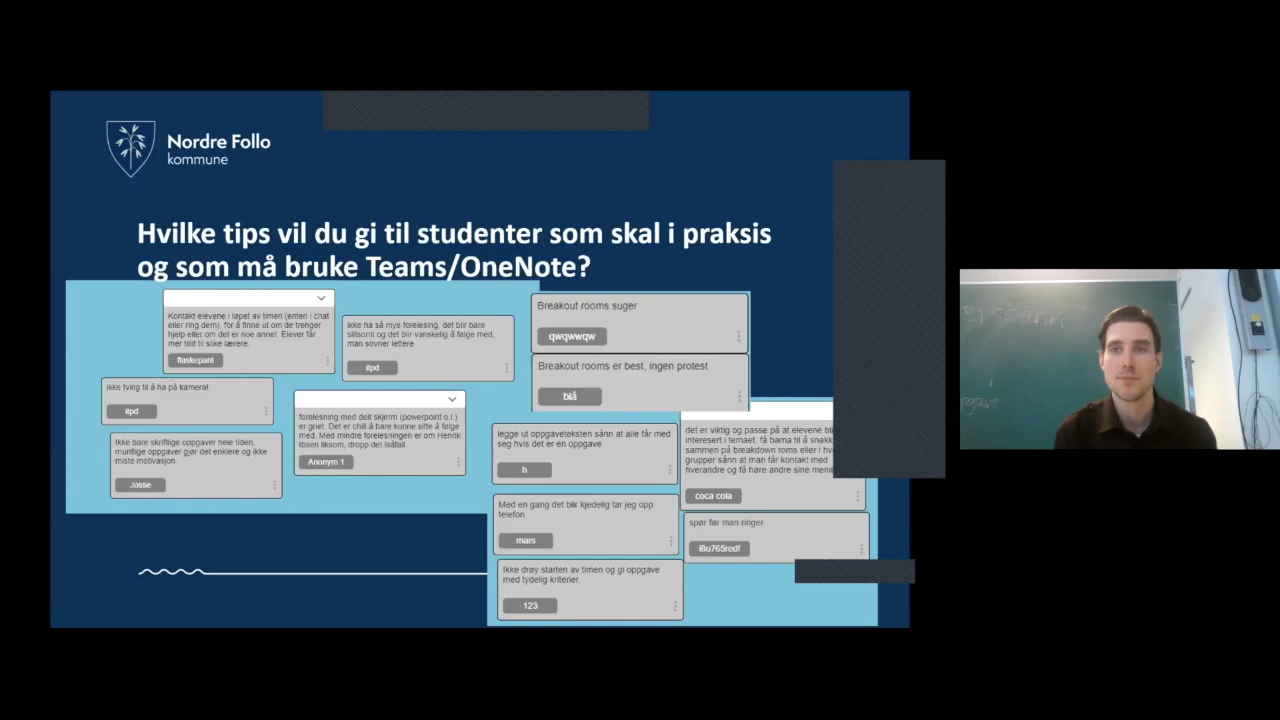 Nordre Follo
kommune
Hvilke tips vil du gi til studenter som skal i praksis
og som må bruke Teams/OneNote?
Kontakt elevene i løpet av timen (enten i chat
eller ring dem), for å finne ut om de trenger
hjelp eller om det er noe annet. Elever får
mer tillit til slike lærere.
flaskepant
ikke ha så mye forelesing, det blir bare
slitsomt og det blir vanskelig å følge med,
man sovner lettere
itpd
ikke tving til å ha på kamera!
itpd
forelesning med delt skjerm (powerpoint o.l.)
er griet. Det er chill å bare kunne sitte å følge
med. Med mindre forelesningen er om Henrik
Ibsen liksom, dropp det isåfall
Anonym 1
Ikke bare skriftlige oppgaver hele tiden,
muntlige oppgaver gjør det enklere og ikke
miste motivasjon.
Josse
Breakout rooms suger
qwqwwqw
Breakout rooms er best, ingen protest
blå
legge ut oppgaveteksten sånn at alle får med
seg hvis det er en oppgave
h
det er viktig og passe på at elevene bli
interesert i temaet. få barna til å snakk
sammen på breakdown roms eller i hv
grupper sånn at man får kontakt med
hverandre og få høre andre sine menin
coca cola
Med en gang det blir kjedelig tar jeg opp
telefon
mars
spør før man ringer
i8u765redf
Ikke drøy starten av timen og gi oppgave
med tydelig kriterier.
123